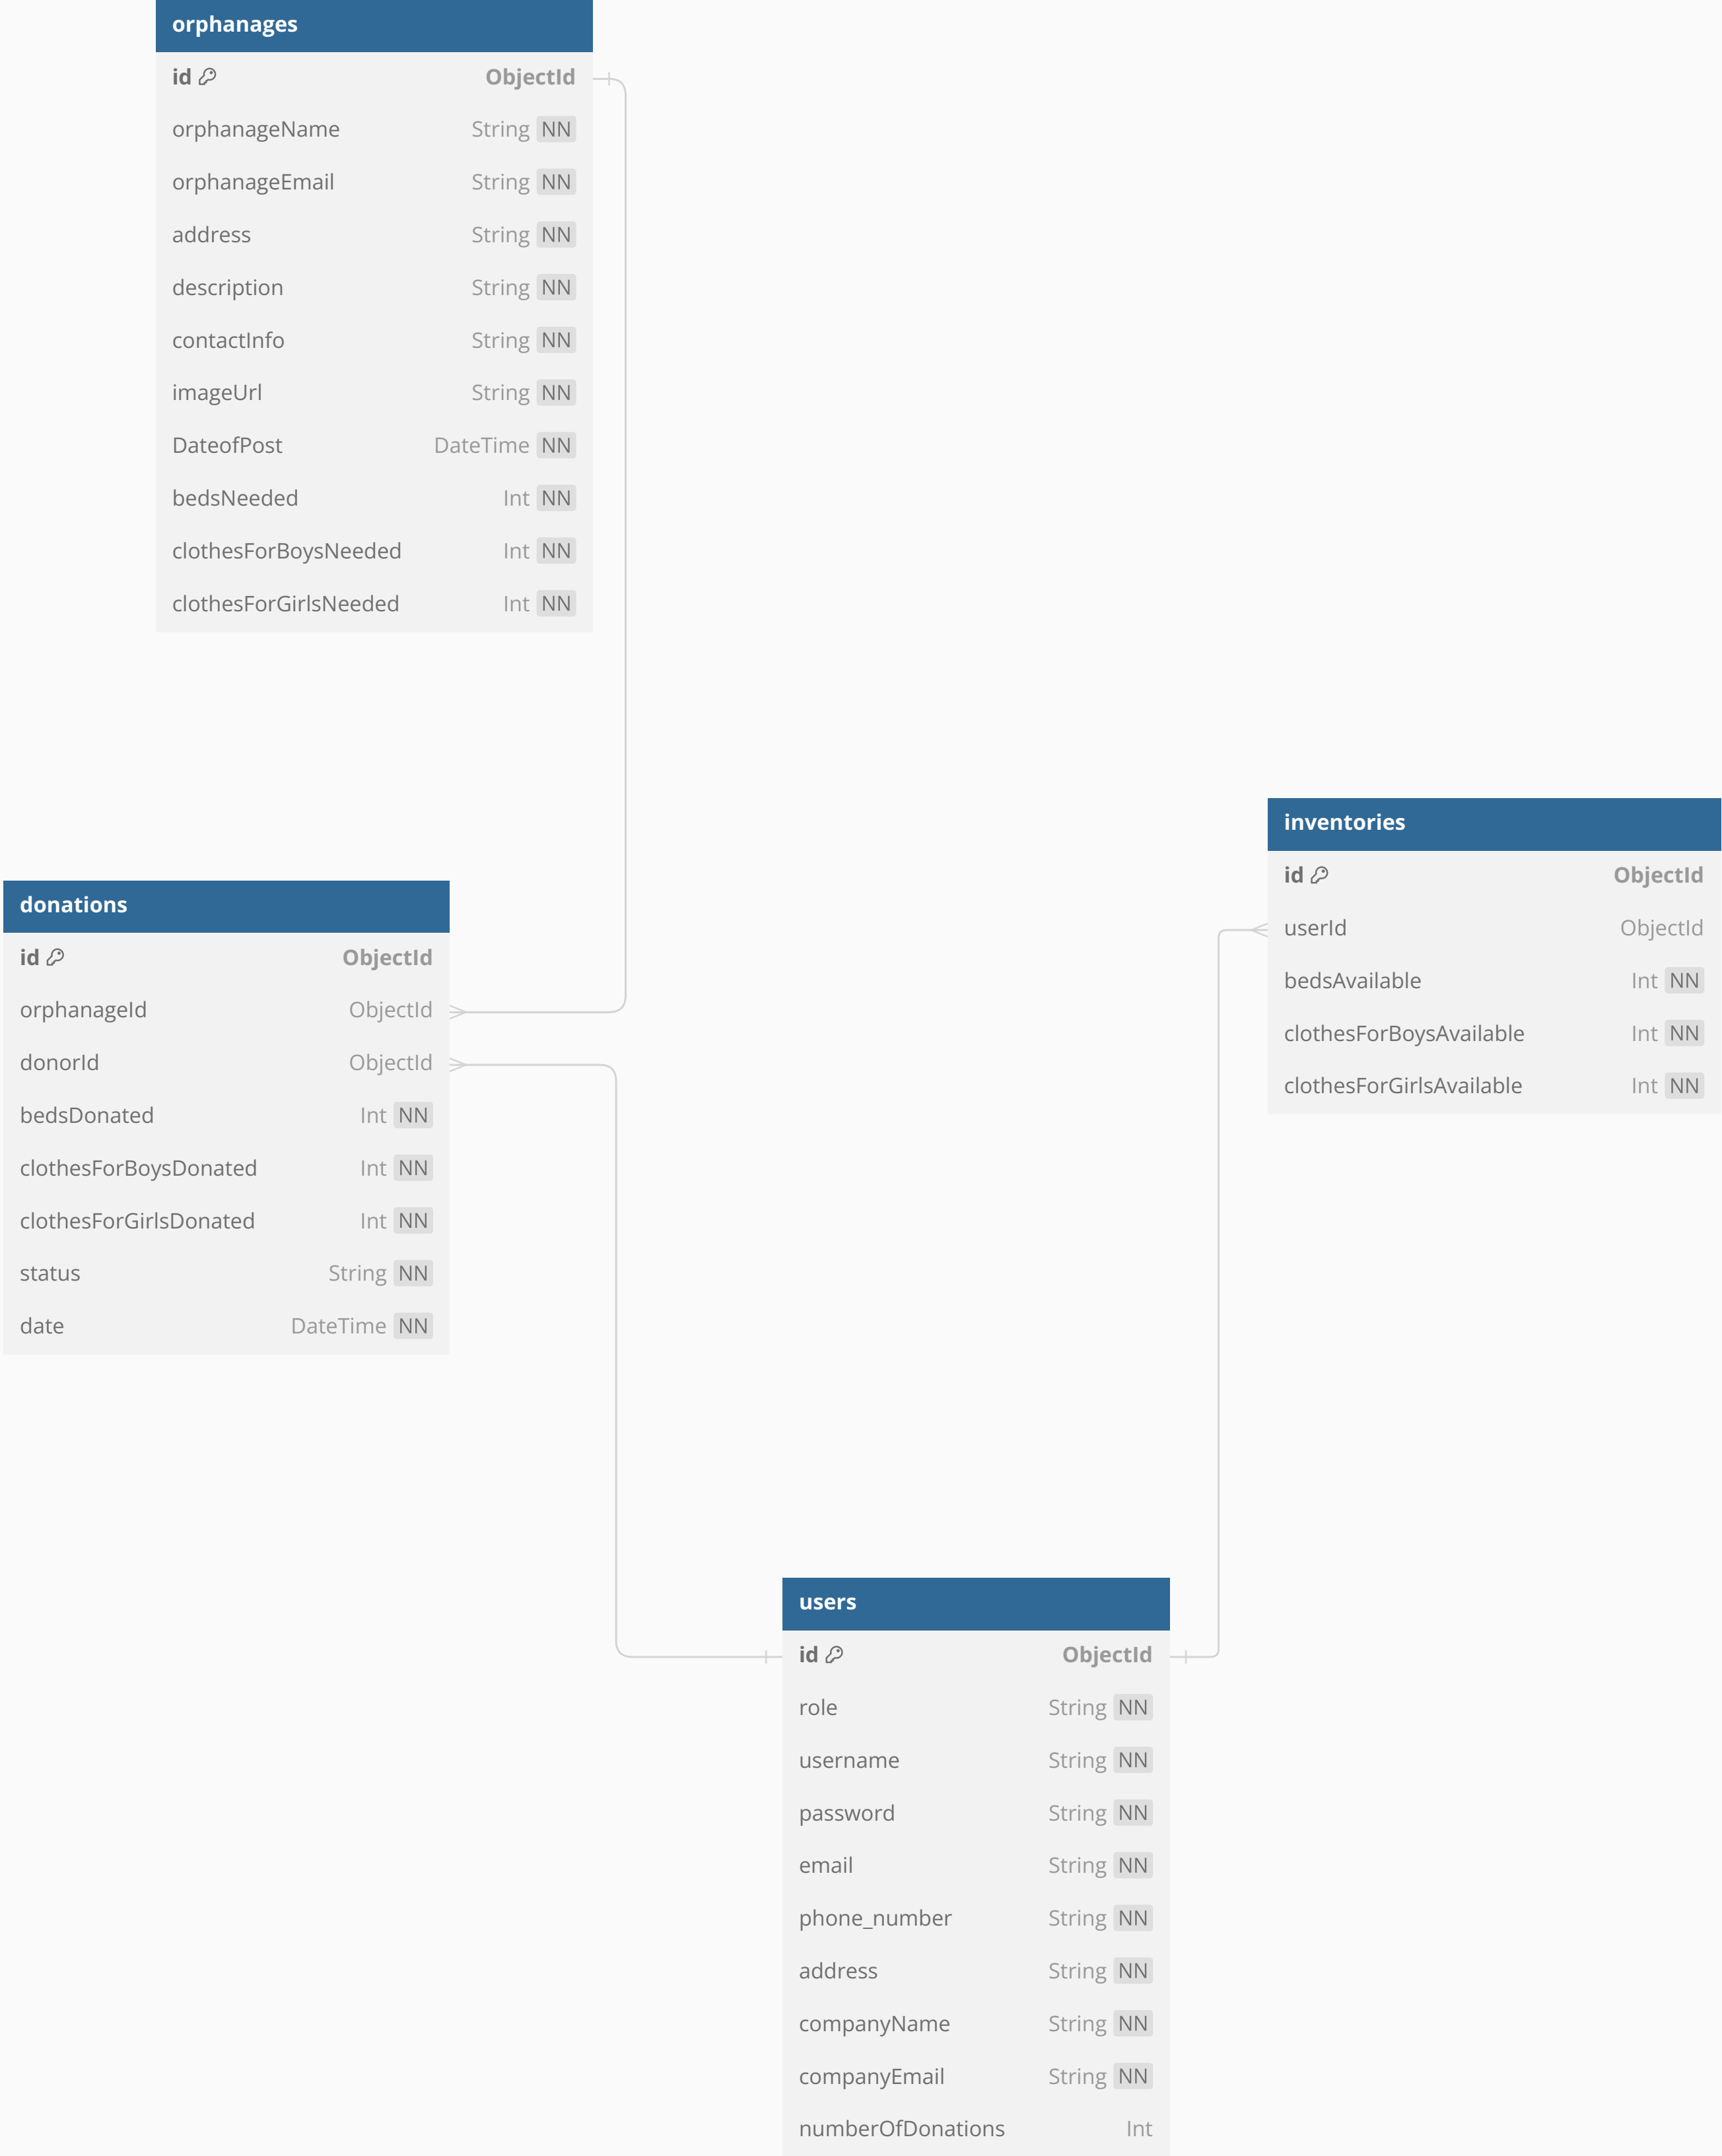 orphanages
id ObjectId
orphanageName String NN
orphanageEmail String NN
address String NN
description String NN
contactInfo String NN
imageUrl String NN
DateofPost DateTime NN
bedsNeeded Int NN
clothesForBoysNeeded Int NN
clothesForGirlsNeeded Int NN
inventories
id ObjectId
userId ObjectId
bedsAvailable Int NN
clothesForBoysAvailable Int NN
clothesForGirlsAvailable Int NN
donations
id ObjectId
orphanageId ObjectId
donorId ObjectId
bedsDonated Int NN
clothesForBoysDonated Int NN
clothesForGirlsDonated Int NN
status String NN
date DateTime NN
users
id ObjectId
role String NN
username String NN
password String NN
email String NN
phone_number String NN
address String NN
companyName String NN
companyEmail String NN
numberOfDonations Int